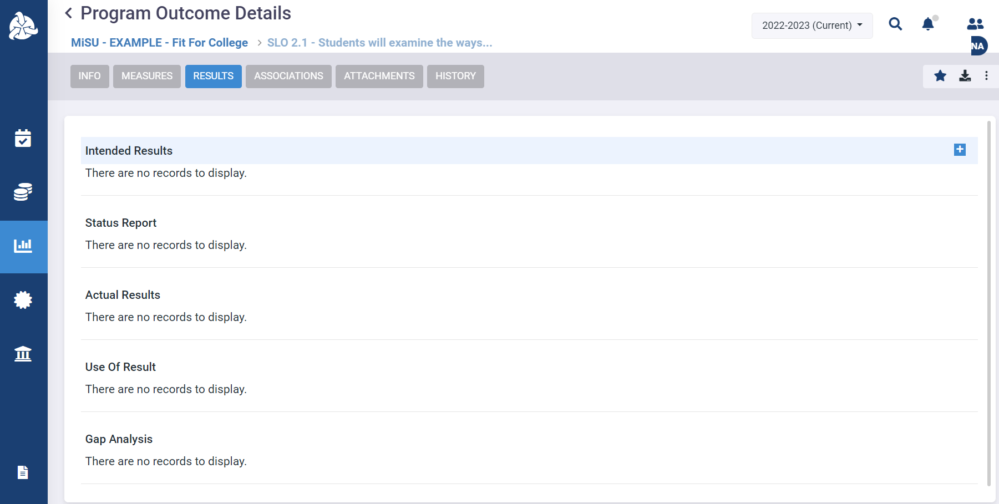 Program Outcome Details
2022-2023 (Current)
MiSU - EXAMPLE - Fit For College > SLO 2.1 - Students will examine the ways...
NA
INFO MEASURES RESULTS ASSOCIATIONS ATTACHMENTS HISTORY
Intended Results
There are no records to display.
Status Report
There are no records to display.
Actual Results
There are no records to display.
Use Of Result
There are no records to display.
Gap Analysis
There are no records to display.